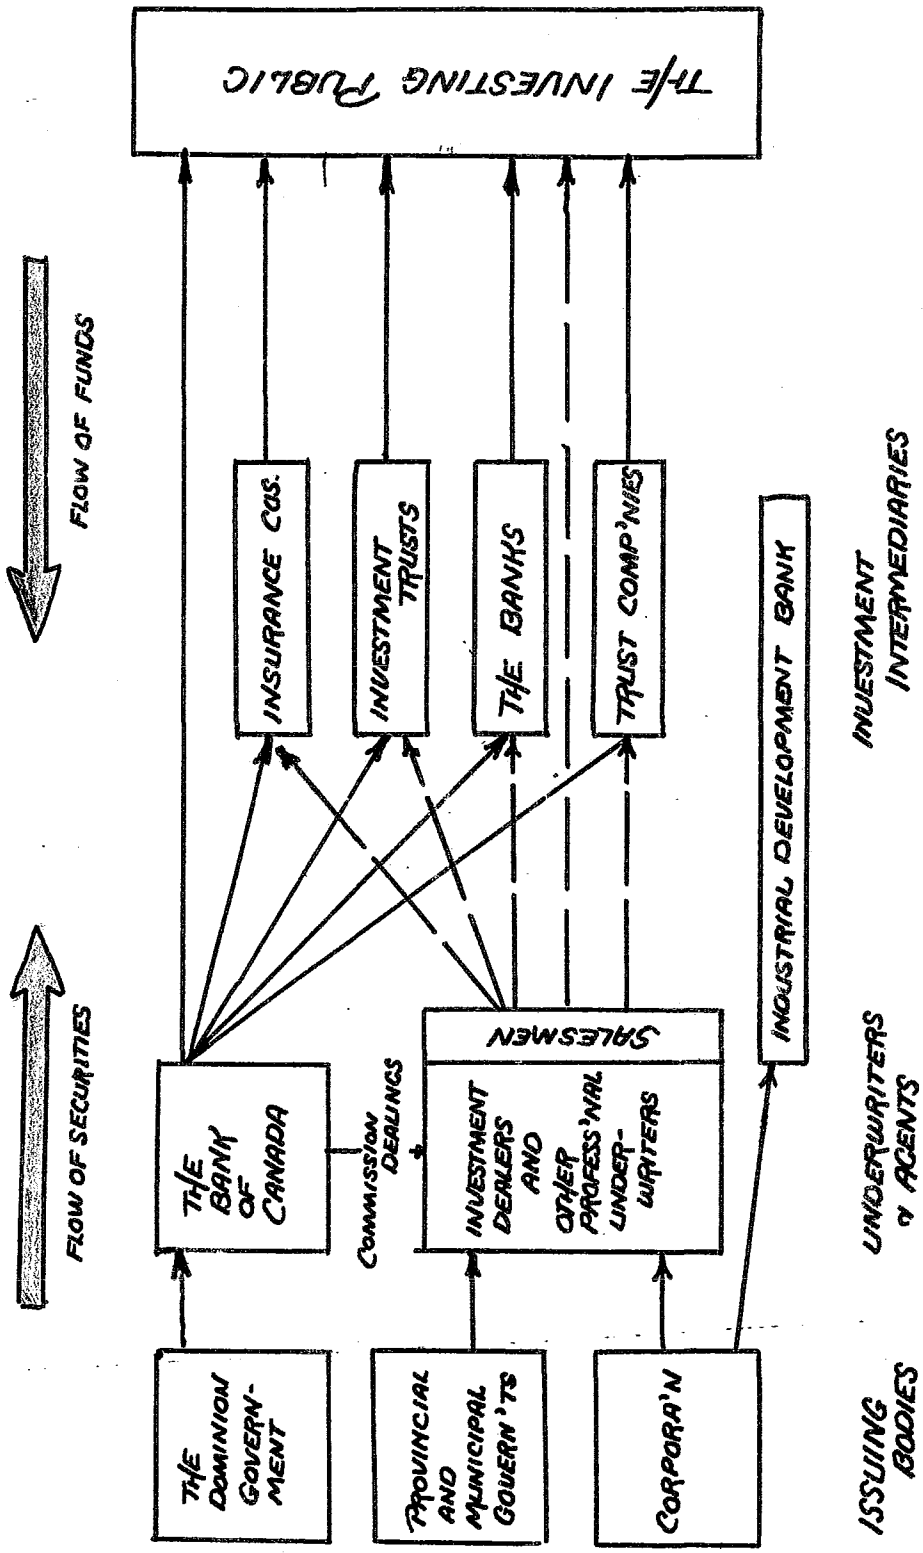 FLOW OF SECURITIES
FLOW OF FUNDS
THE
DOMINION
GOVERN-
MENT
THE
BANK
OF
CANADA
INSURANCE COS.
INVESTMENT
TRUSTS
THE BANKS
TRUST COMP'NIES
THE INVESTING PUBLIC
COMMISSION
DEALINGS
PROVINCIAL
AND
MUNICIPAL
GOVERN'TS
INVESTMENT
DEALERS
AND
OTHER
PROFESS'NAL
UNDER-
WRITERS
SALESMEN
CORPORA'N
INDUSTRIAL DEVELOPMENT BANK
ISSUING
BODIES
UNDERWRITERS
& AGENTS
INVESTMENT
INTERMEDIARIES